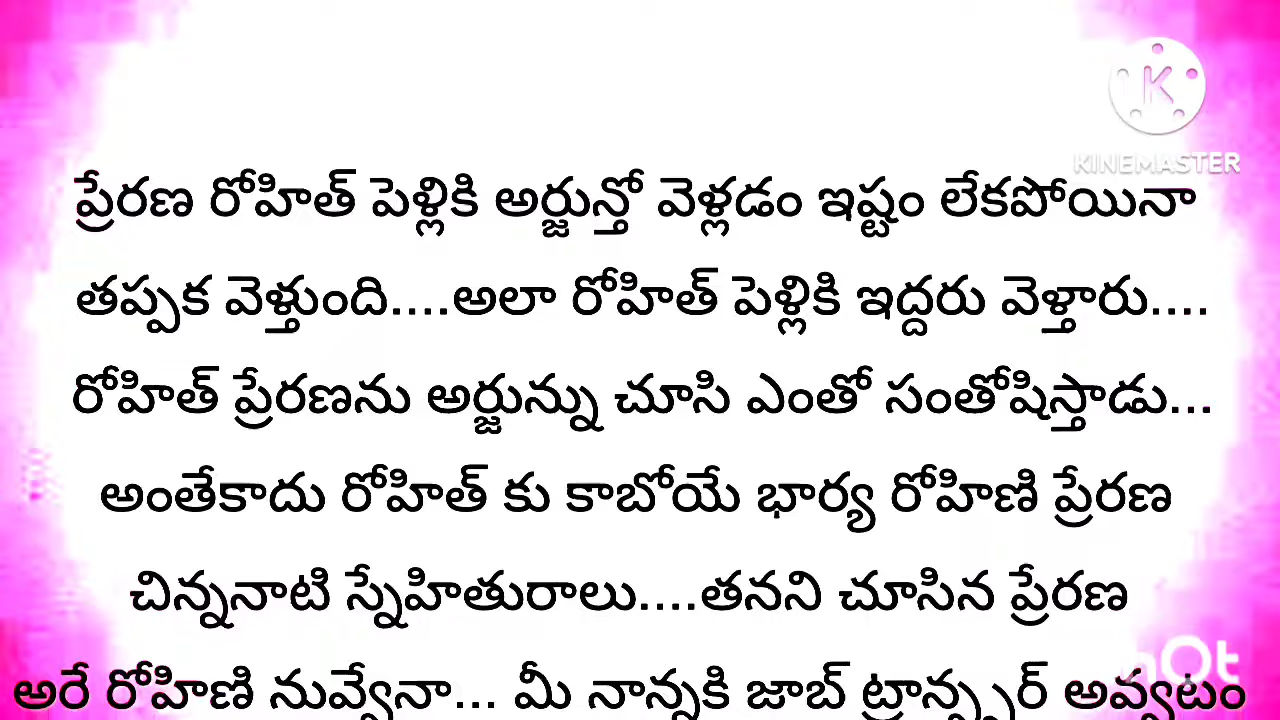 KINEMASTER
ప్రేరణ రోహిత్ పెళ్లికి అర్జున్తో వెళ్లడం ఇష్టం లేకపోయినా
తప్పక వెళ్తుంది....అలా రోహిత్ పెళ్లికి ఇద్దరు వెళ్తారు....
రోహిత్ ప్రేరణను అర్జున్ను చూసి ఎంతో సంతోషిస్తాడు...
అంతేకాదు రోహిత్ కు కాబోయే భార్య రోహిణి ప్రేరణ
చిన్ననాటి స్నేహితురాలు....తనని చూసిన ప్రేరణ
అరే రోహిణి నువ్వేనా... మీ నాన్నకి జాబ్ ట్రాన్స్ఫర్ అవ్వటం